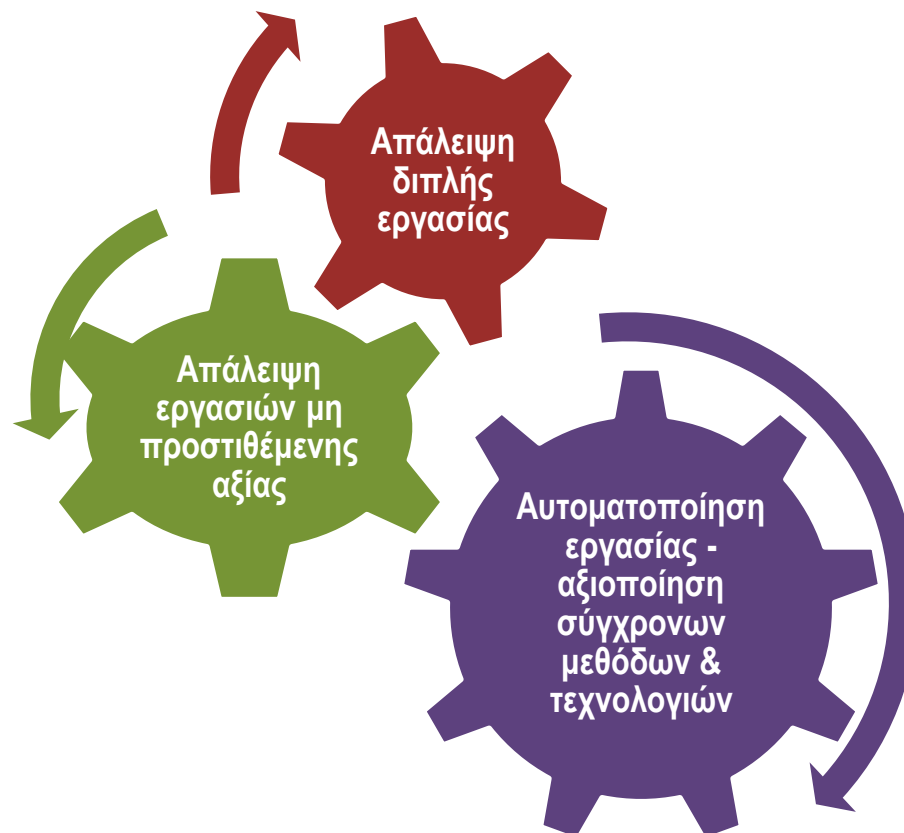 Απάλειψη
διπλής
εργασίας
Απάλειψη
εργασιών μη
προστιθέμενης
αξίας
Αυτοματοποίηση
εργασίας -
αξιοποίηση
σύγχρονων
μεθόδων &
τεχνολογιών